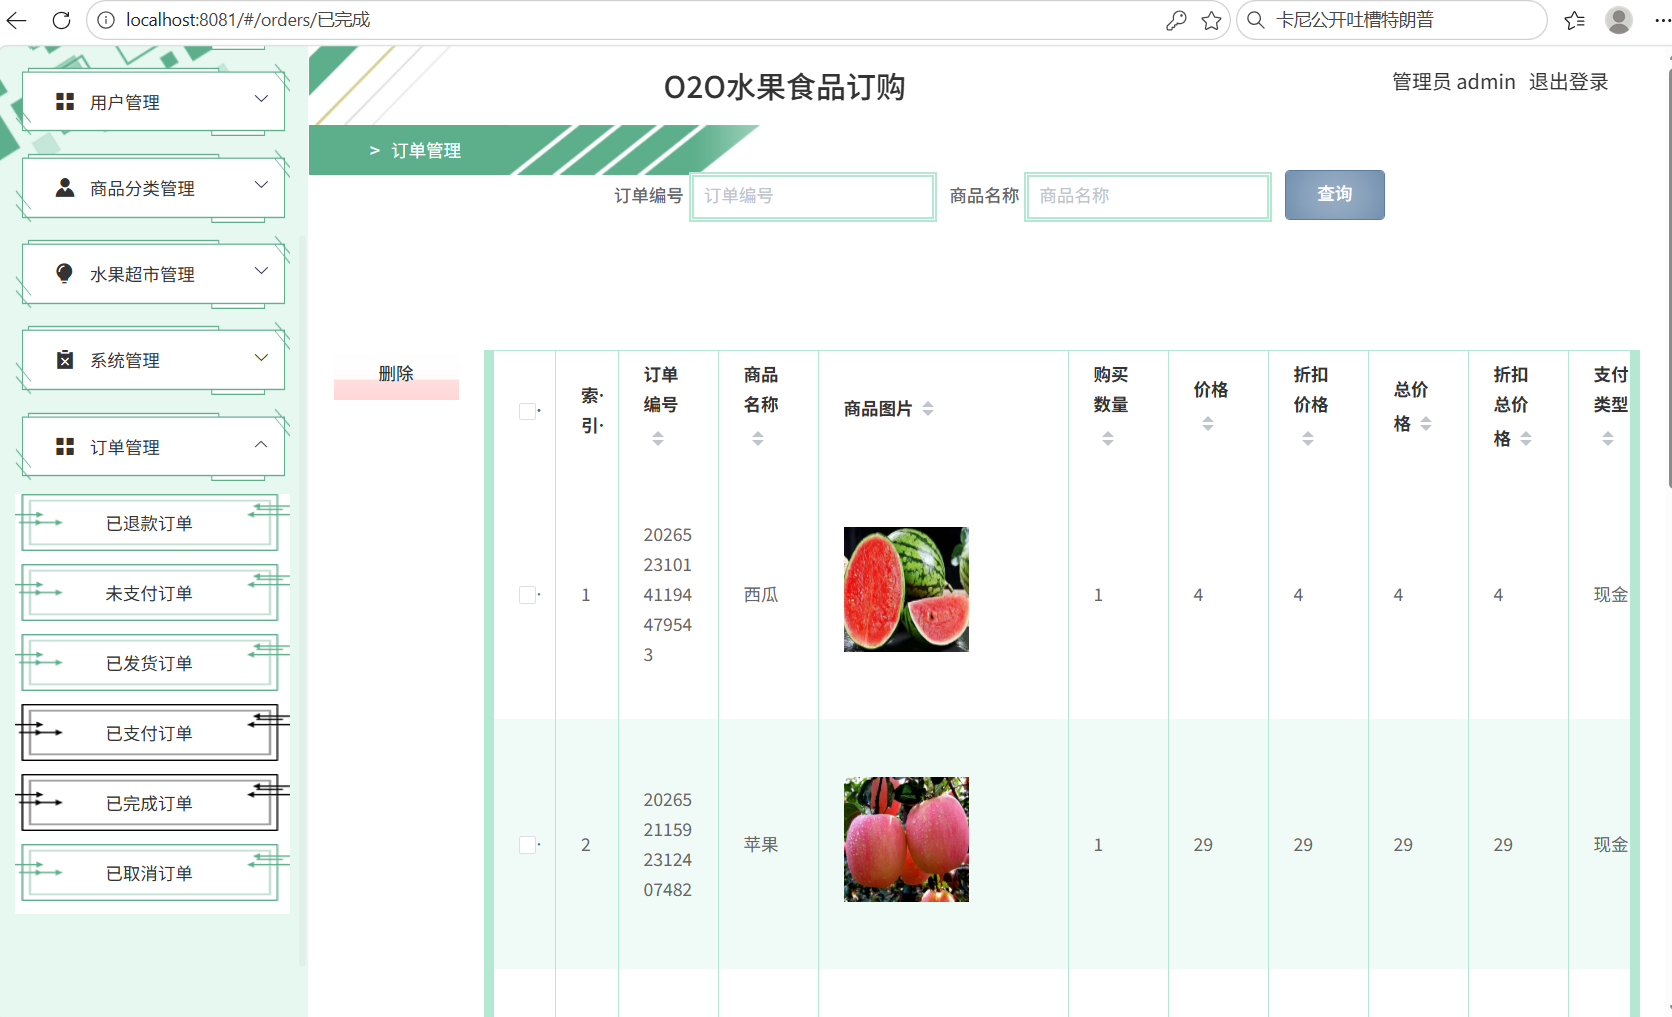 localhost:8081/#/orders/已完成
卡尼公开吐槽特朗普
用户管理
商品分类管理
水果超市管理
系统管理
订单管理
已退款订单
未支付订单
已发货订单
已支付订单
已完成订单
已取消订单
O2O水果食品订购
管理员 admin 退出登录
> 订单管理
订单编号 订单编号 商品名称 商品名称 查询
删除
索引 订单编号 商品名称 商品图片 购买数量 价格 折扣价格 总价格 折扣总价格 支付类型
1 202652310141194479543 西瓜 1 4 4 4 4 现金
2 20265211592312407482 苹果 1 29 29 29 29 现金